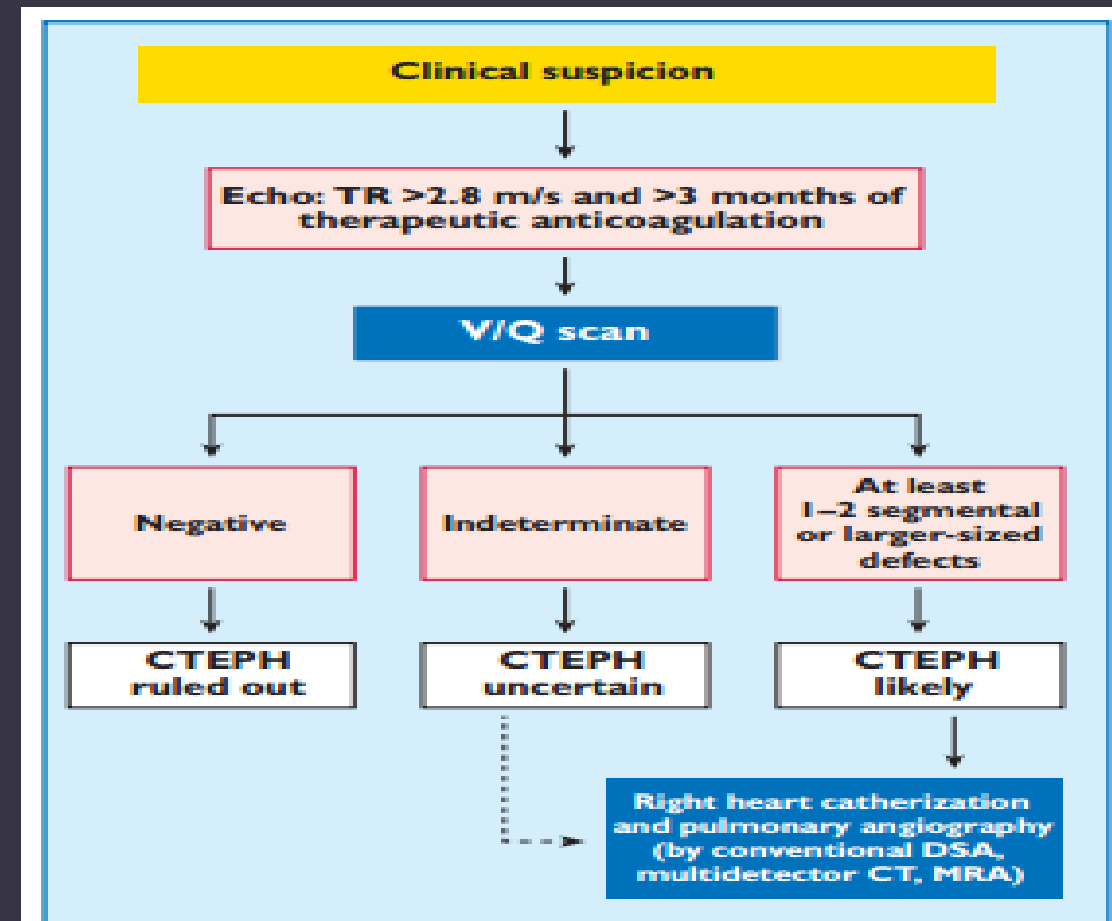 Clinical suspicion
Echo: TR >2.8 m/s and >3 months of
therapeutic anticoagulation
V/Q scan
Negative
Indeterminate
At least
1–2 segmental
or larger-sized
defects
CTEPH
ruled out
CTEPH
uncertain
CTEPH
likely
Right heart catherization
and pulmonary angiography
(by conventional DSA,
multidetector CT, MRA)